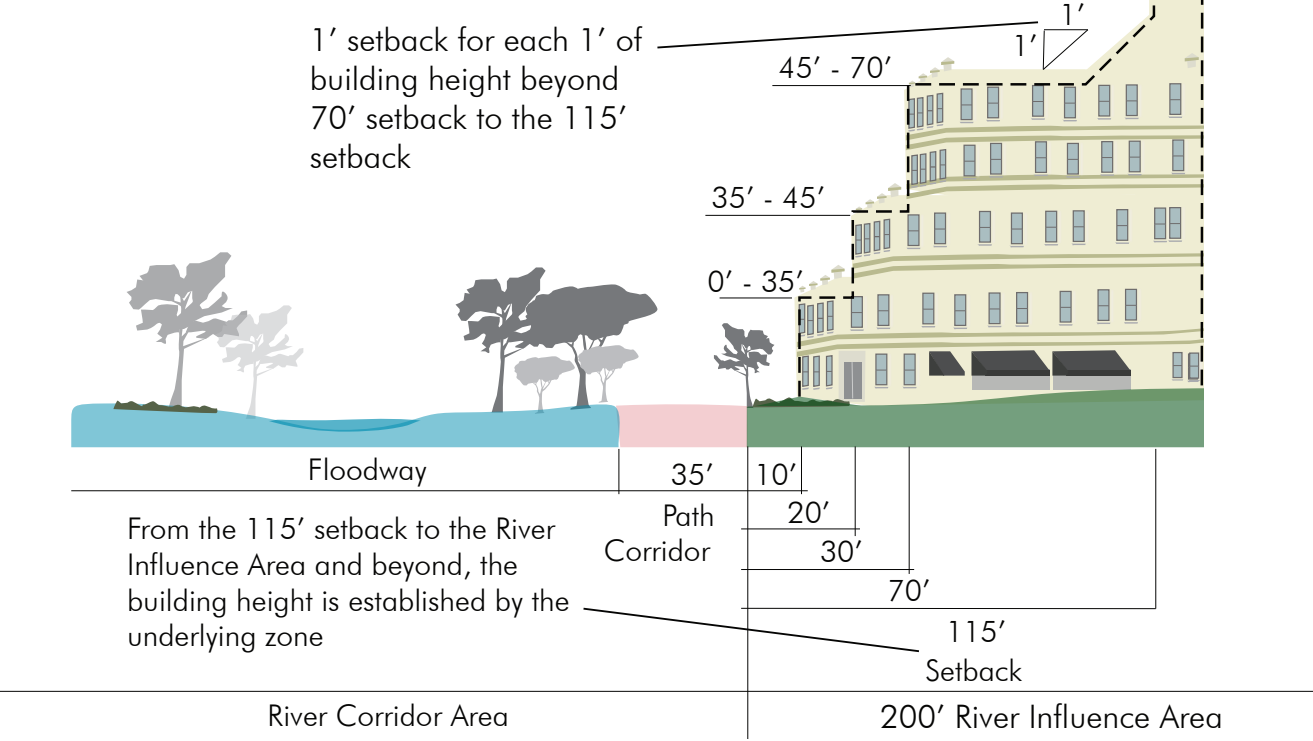 1’
1’ setback for each 1’ of
building height beyond
70’ setback to the 115’
setback
1’
45’ - 70’
35’ - 45’
0’ - 35’
Floodway
35’
10’
Path
Corridor
20’
30’
70’
115’
Setback
From the 115’ setback to the River
Influence Area and beyond, the
building height is established by the
underlying zone
River Corridor Area
200’ River Influence Area